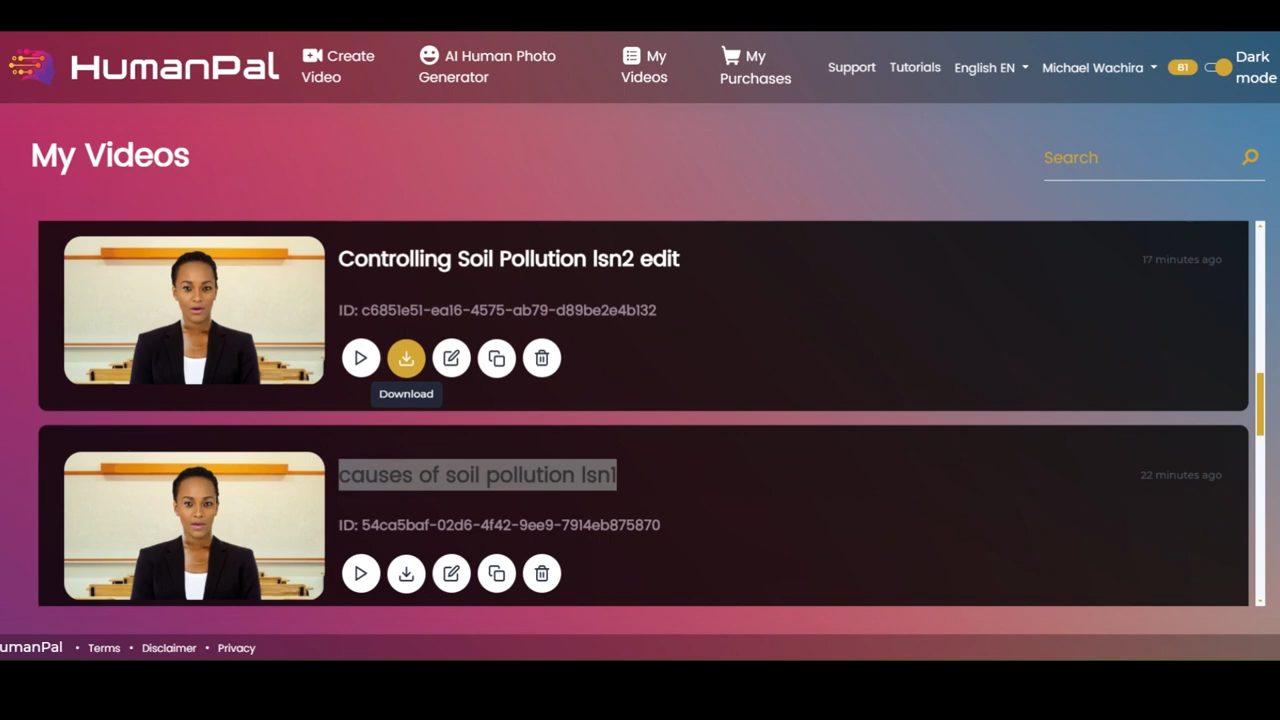 HumanPal
Create Video
AI Human Photo Generator
My Videos
My Purchases
Support
Tutorials
English EN
Michael Wachira
81
Dark mode
My Videos
Search
Controlling Soil Pollution lsn2 edit
17 minutes ago
ID: c6851e51-ea16-4575-ab79-d89be2e4b132
Download
causes of soil pollution lsn1
22 minutes ago
ID: 54ca5baf-02d6-4f42-9ee9-7914eb875870
umanPal • Terms • Disclaimer • Privacy